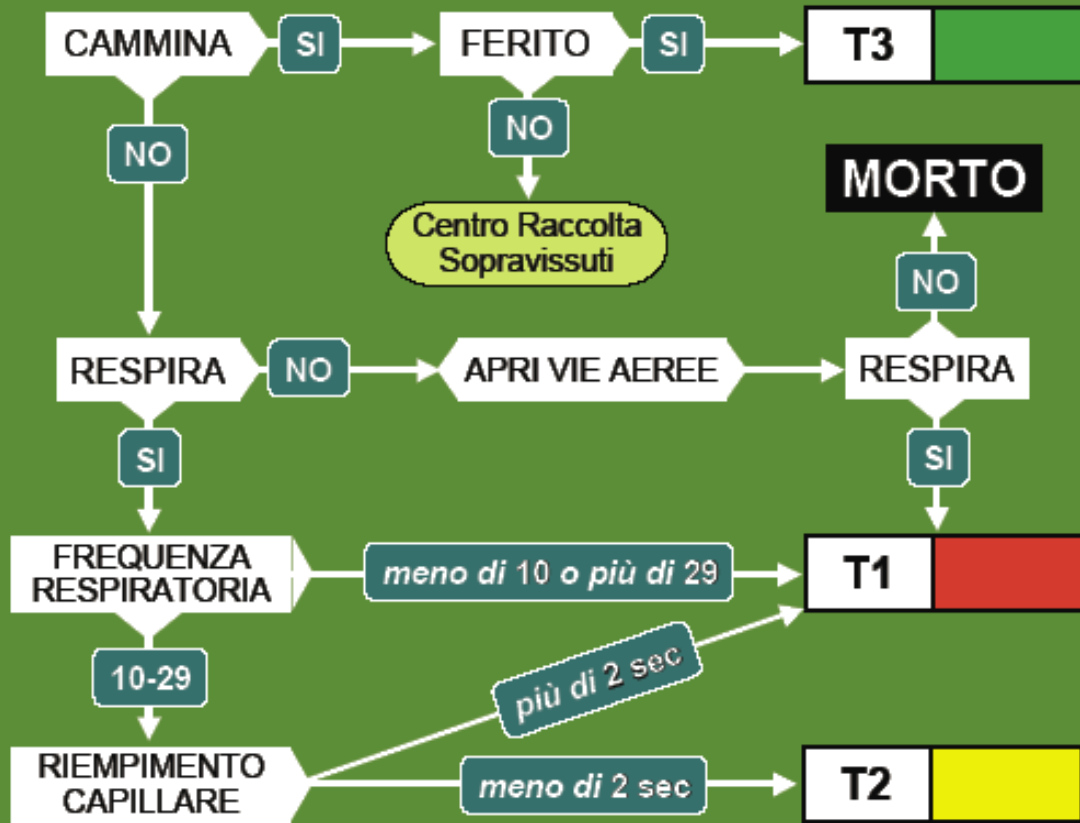 CAMMINA
SI
FERITO
SI
T3
NO
NO
MORTO
Centro Raccolta
Sopravissuti
NO
RESPIRA
NO
APRI VIE AEREE
RESPIRA
SI
SI
FREQUENZA
RESPIRATORIA
meno di 10 o più di 29
T1
10-29
più di 2 sec
RIEMPIMENTO
CAPILLARE
meno di 2 sec
T2